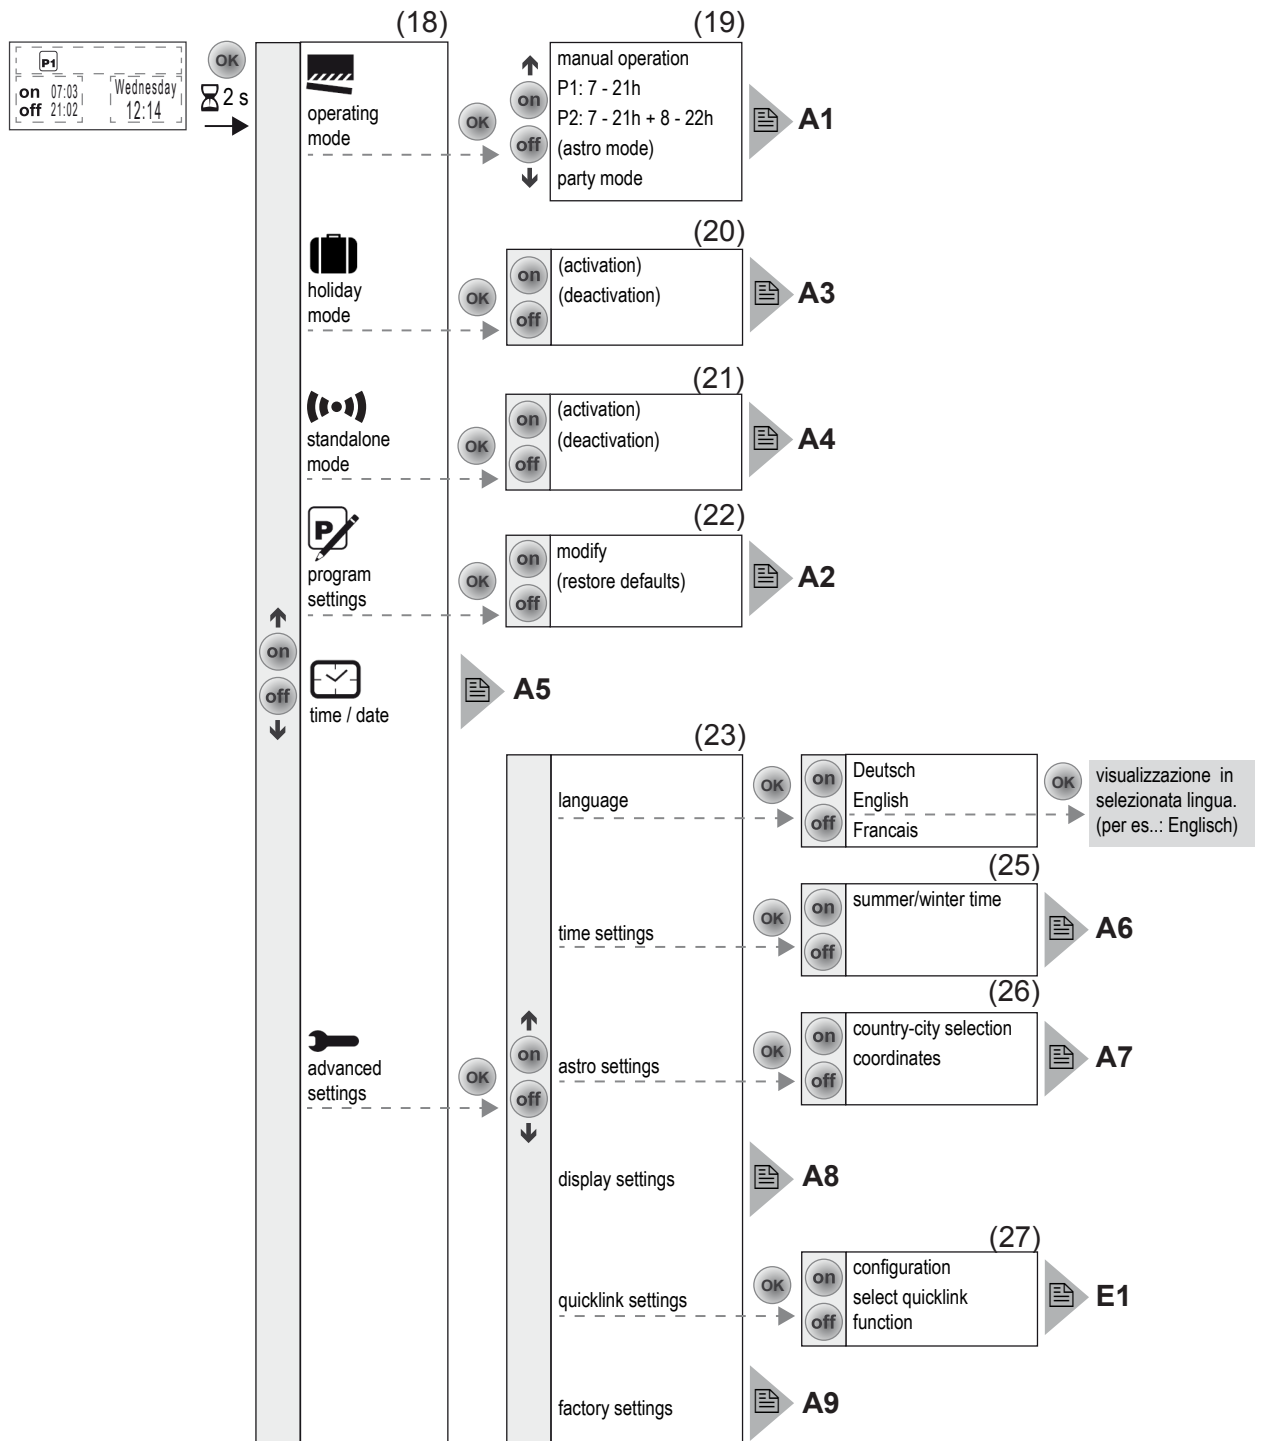 (18)
(19)
P1
on 07:03
off 21:02
Wednesday
12:14
OK
2 s
operating
mode
OK
on
off
manual operation
P1: 7 - 21h
P2: 7 - 21h + 8 - 22h
(astro mode)
party mode
A1
(20)
holiday
mode
OK
on
off
(activation)
(deactivation)
A3
(21)
standalone
mode
OK
on
off
(activation)
(deactivation)
A4
(22)
P
program
settings
OK
on
off
modify
(restore defaults)
A2
on
off
time / date
A5
(23)
language
OK
on
off
Deutsch
English
Francais
OK
visualizzazione in
selezionata lingua.
(per es..: Englisch)
(25)
time settings
OK
on
off
summer/winter time
A6
(26)
advanced
settings
OK
on
off
astro settings
OK
on
off
country-city selection
coordinates
A7
display settings
A8
(27)
quicklink settings
OK
on
off
configuration
select quicklink
function
E1
factory settings
A9